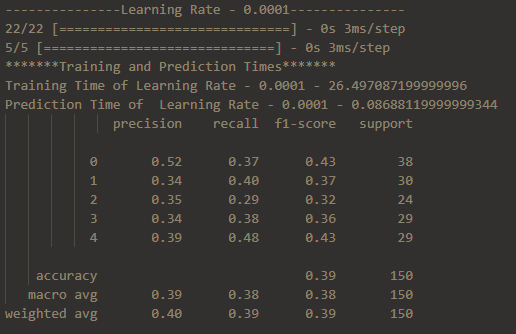 ---------------Learning Rate - 0.0001---------------
22/22 [==============================] - 0s 3ms/step
5/5 [==============================] - 0s 3ms/step
*******Training and Prediction Times*******
Training Time of Learning Rate - 0.0001 - 26.497087199999996
Prediction Time of  Learning Rate - 0.0001 - 0.08688119999999344
precision recall f1-score support
0 0.52 0.37 0.43 38
1 0.34 0.40 0.37 30
2 0.35 0.29 0.32 24
3 0.34 0.38 0.36 29
4 0.39 0.48 0.43 29
accuracy 0.39 150
macro avg 0.39 0.38 0.38 150
weighted avg 0.40 0.39 0.39 150